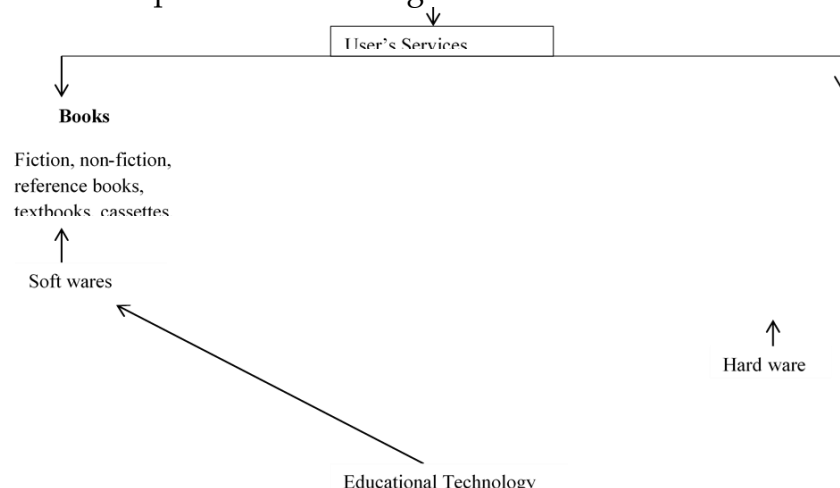 User's Services
Books
Fiction, non-fiction,
reference books,
textbooks, cassettes
Soft wares
Hard ware
Educational Technology